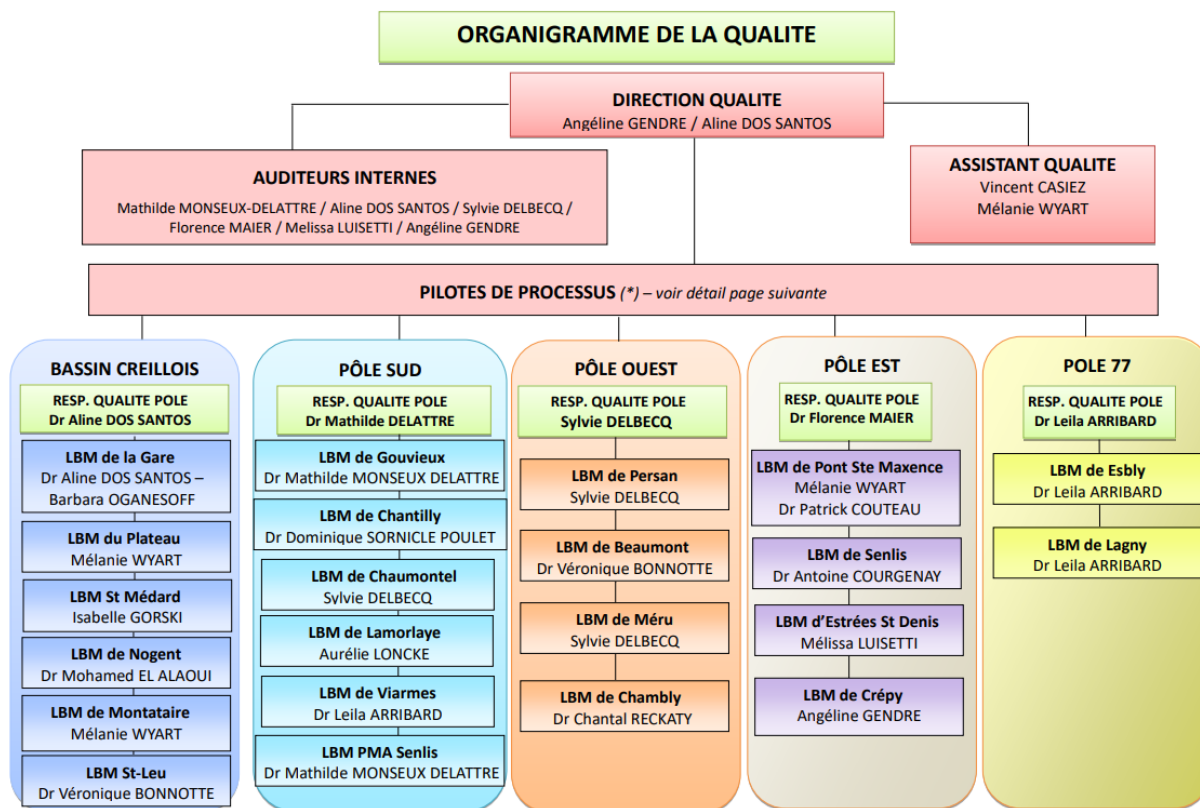 ORGANIGRAMME DE LA QUALITE
DIRECTION QUALITE
Angéline GENDRE / Aline DOS SANTOS
AUDITEURS INTERNES
Mathilde MONSEUX-DELATTRE / Aline DOS SANTOS / Sylvie DELBECQ /
Florence MAIER / Melissa LUISETTI / Angéline GENDRE
ASSISTANT QUALITE
Vincent CASIEZ
Mélanie WYART
PILOTES DE PROCESSUS (*) – voir détail page suivante
BASSIN CREILLOIS
RESP. QUALITE POLE
Dr Aline DOS SANTOS
LBM de la Gare
Dr Aline DOS SANTOS –
Barbara OGANESOFF
LBM du Plateau
Mélanie WYART
LBM St Médard
Isabelle GORSKI
LBM de Nogent
Dr Mohamed EL ALAOUI
LBM de Montataire
Mélanie WYART
LBM St-Leu
Dr Véronique BONNOTTE
PÔLE SUD
RESP. QUALITE POLE
Dr Mathilde DELATTRE
LBM de Gouvieux
Dr Mathilde MONSEUX DELATTRE
LBM de Chantilly
Dr Dominique SORNICLE POULET
LBM de Chaumontel
Sylvie DELBECQ
LBM de Lamorlaye
Aurélie LONCKE
LBM de Viarmes
Dr Leila ARRIBARD
LBM PMA Senlis
Dr Mathilde MONSEUX DELATTRE
PÔLE OUEST
RESP. QUALITE POLE
Sylvie DELBECQ
LBM de Persan
Sylvie DELBECQ
LBM de Beaumont
Dr Véronique BONNOTTE
LBM de Méru
Sylvie DELBECQ
LBM de Chambly
Dr Chantal RECKATY
PÔLE EST
RESP. QUALITE POLE
Dr Florence MAIER
LBM de Pont Ste Maxence
Mélanie WYART
Dr Patrick COUTEAU
LBM de Senlis
Dr Antoine COURGENAY
LBM d’Estrées St Denis
Mélissa LUISETTI
LBM de Crépy
Angéline GENDRE
POLE 77
RESP. QUALITE POLE
Dr Leila ARRIBARD
LBM de Esbly
Dr Leila ARRIBARD
LBM de Lagny
Dr Leila ARRIBARD